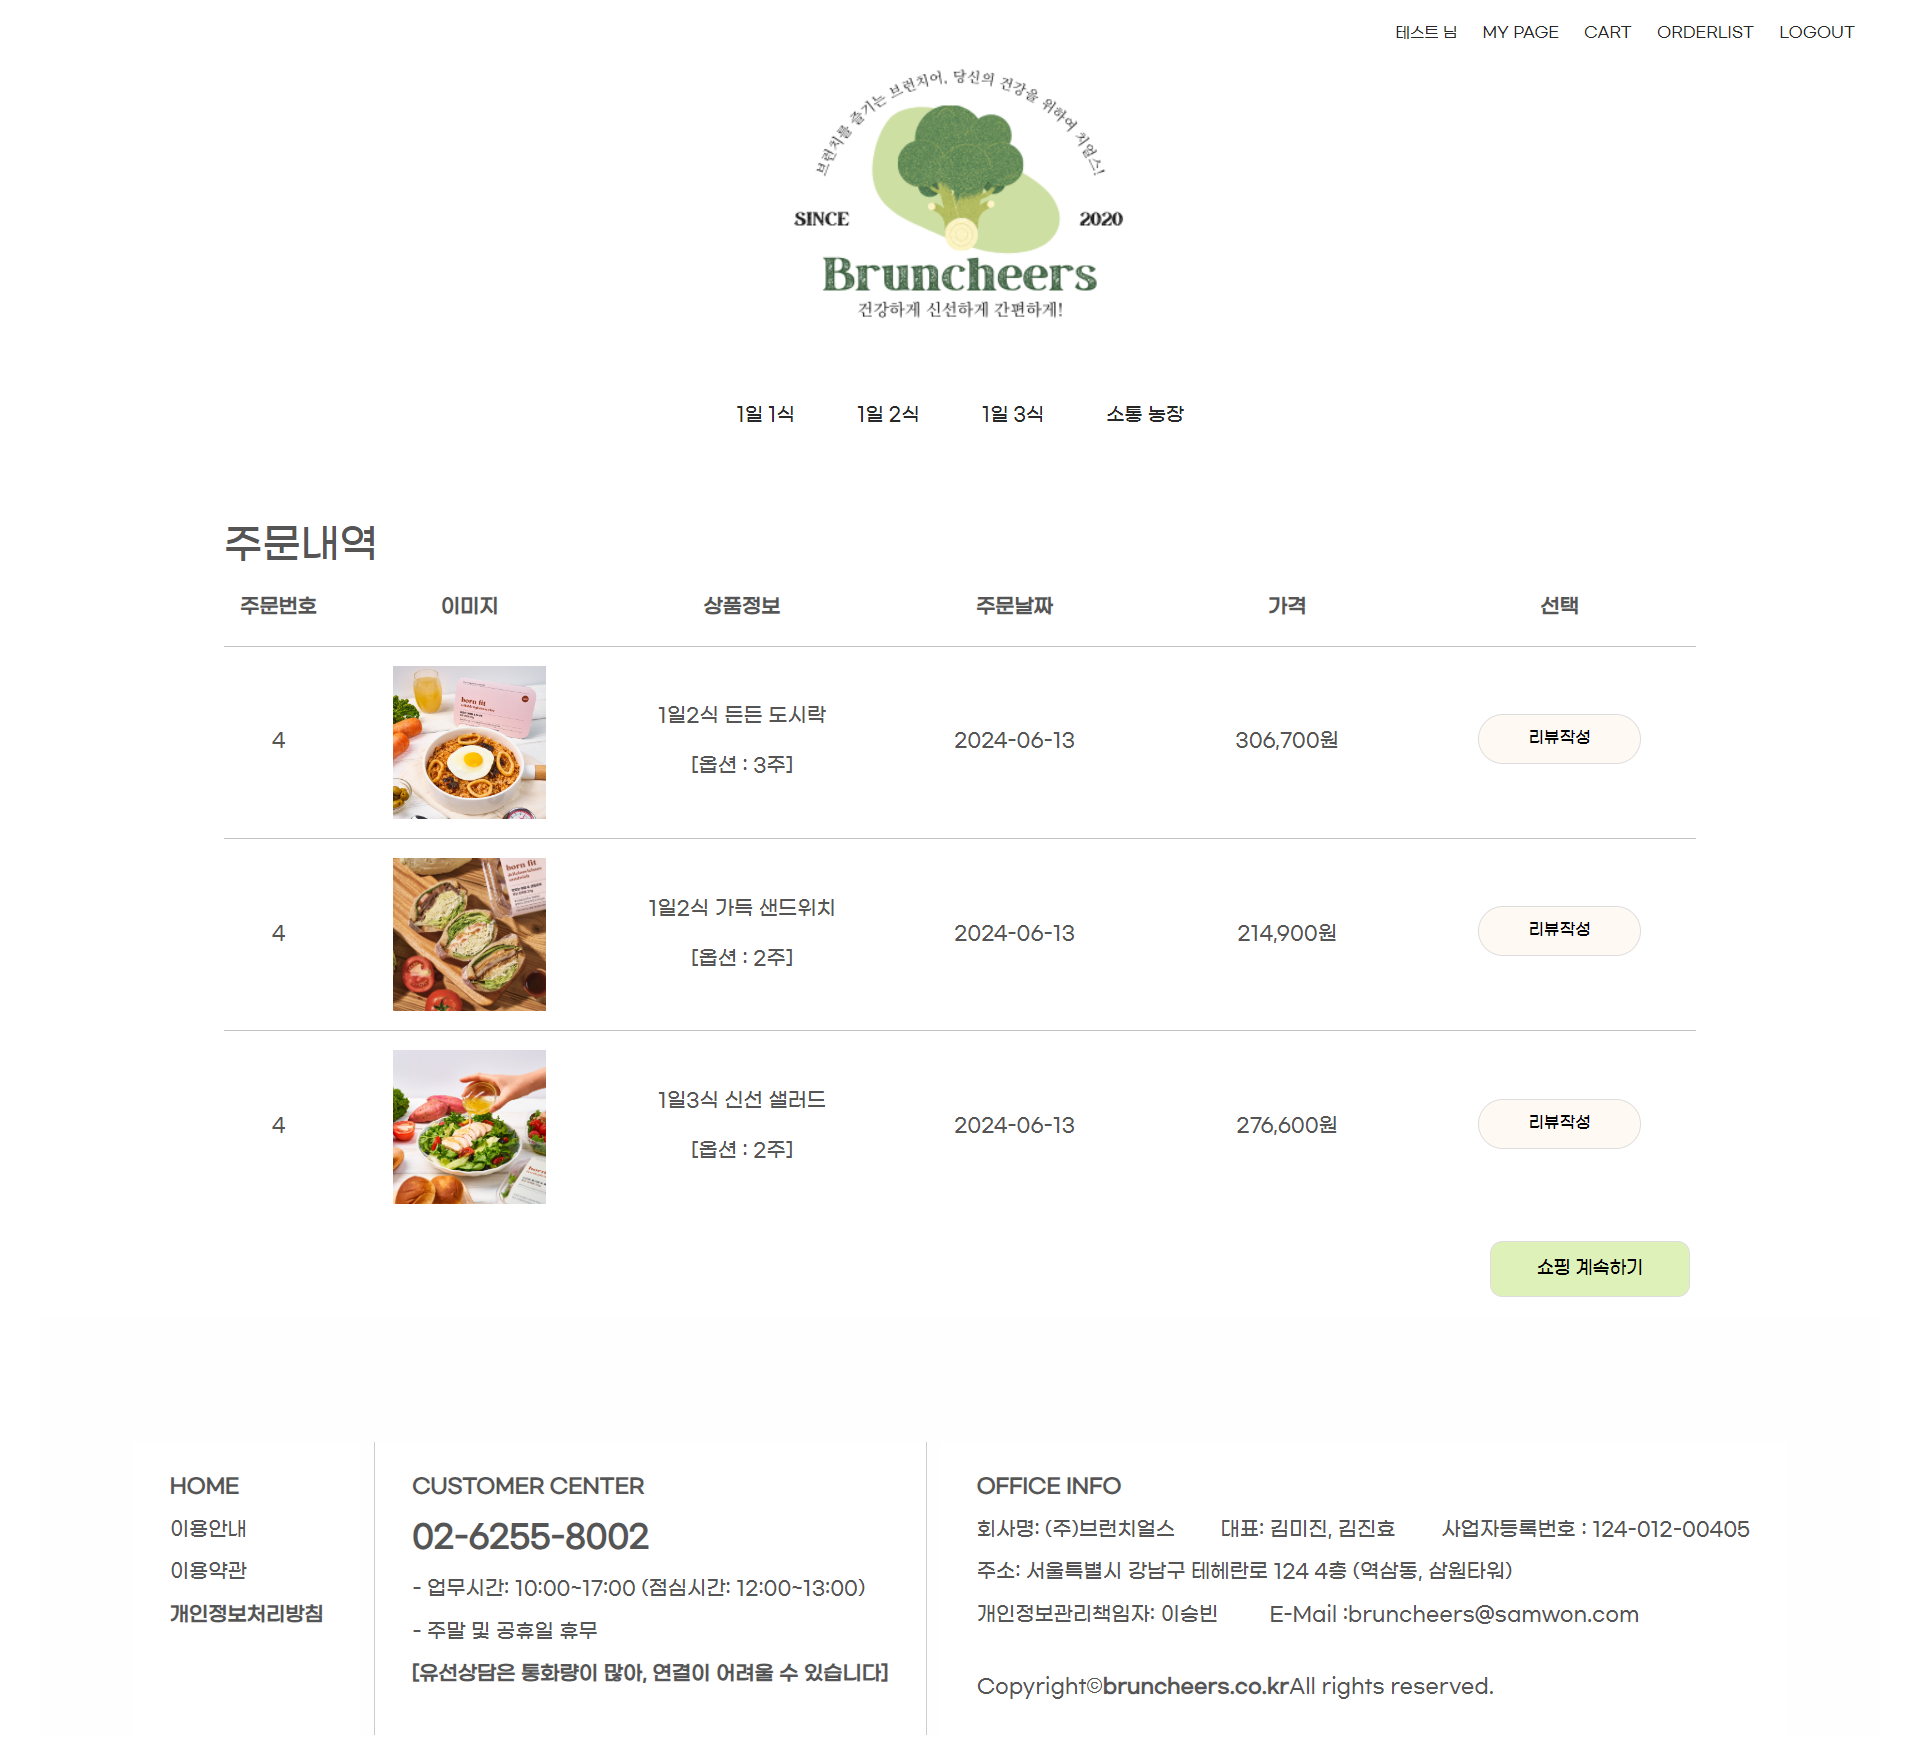 테스트 님 MY PAGE CART ORDERLIST LOGOUT
브런치를 즐기는 브런치어, 당신의 건강을 위하여 치얼스!
SINCE 2020
Bruncheers
건강하게 신선하게 간편하게!
1일 1식 1일 2식 1일 3식 소통 농장
주문내역
주문번호 이미지 상품정보 주문날짜 가격 선택
born fit
1일2식 든든 도시락
4 2024-06-13 306,700원 리뷰작성
[옵션 : 3주]
born fit
1일2식 가득 샌드위치
4 2024-06-13 214,900원 리뷰작성
[옵션 : 2주]
1일3식 신선 샐러드
4 2024-06-13 276,600원 리뷰작성
[옵션 : 2주]
born
쇼핑 계속하기
HOME
이용안내
이용약관
개인정보처리방침
CUSTOMER CENTER
02-6255-8002
- 업무시간: 10:00~17:00 (점심시간: 12:00~13:00)
- 주말 및 공휴일 휴무
[유선상담은 통화량이 많아, 연결이 어려울 수 있습니다]
OFFICE INFO
회사명: (주)브런치얼스 대표: 김미진, 김진효 사업자등록번호 : 124-012-00405
주소: 서울특별시 강남구 테헤란로 124 4층 (역삼동, 삼원타워)
개인정보관리책임자: 이승빈 E-Mail :bruncheers@samwon.com
Copyright©bruncheers.co.krAll rights reserved.